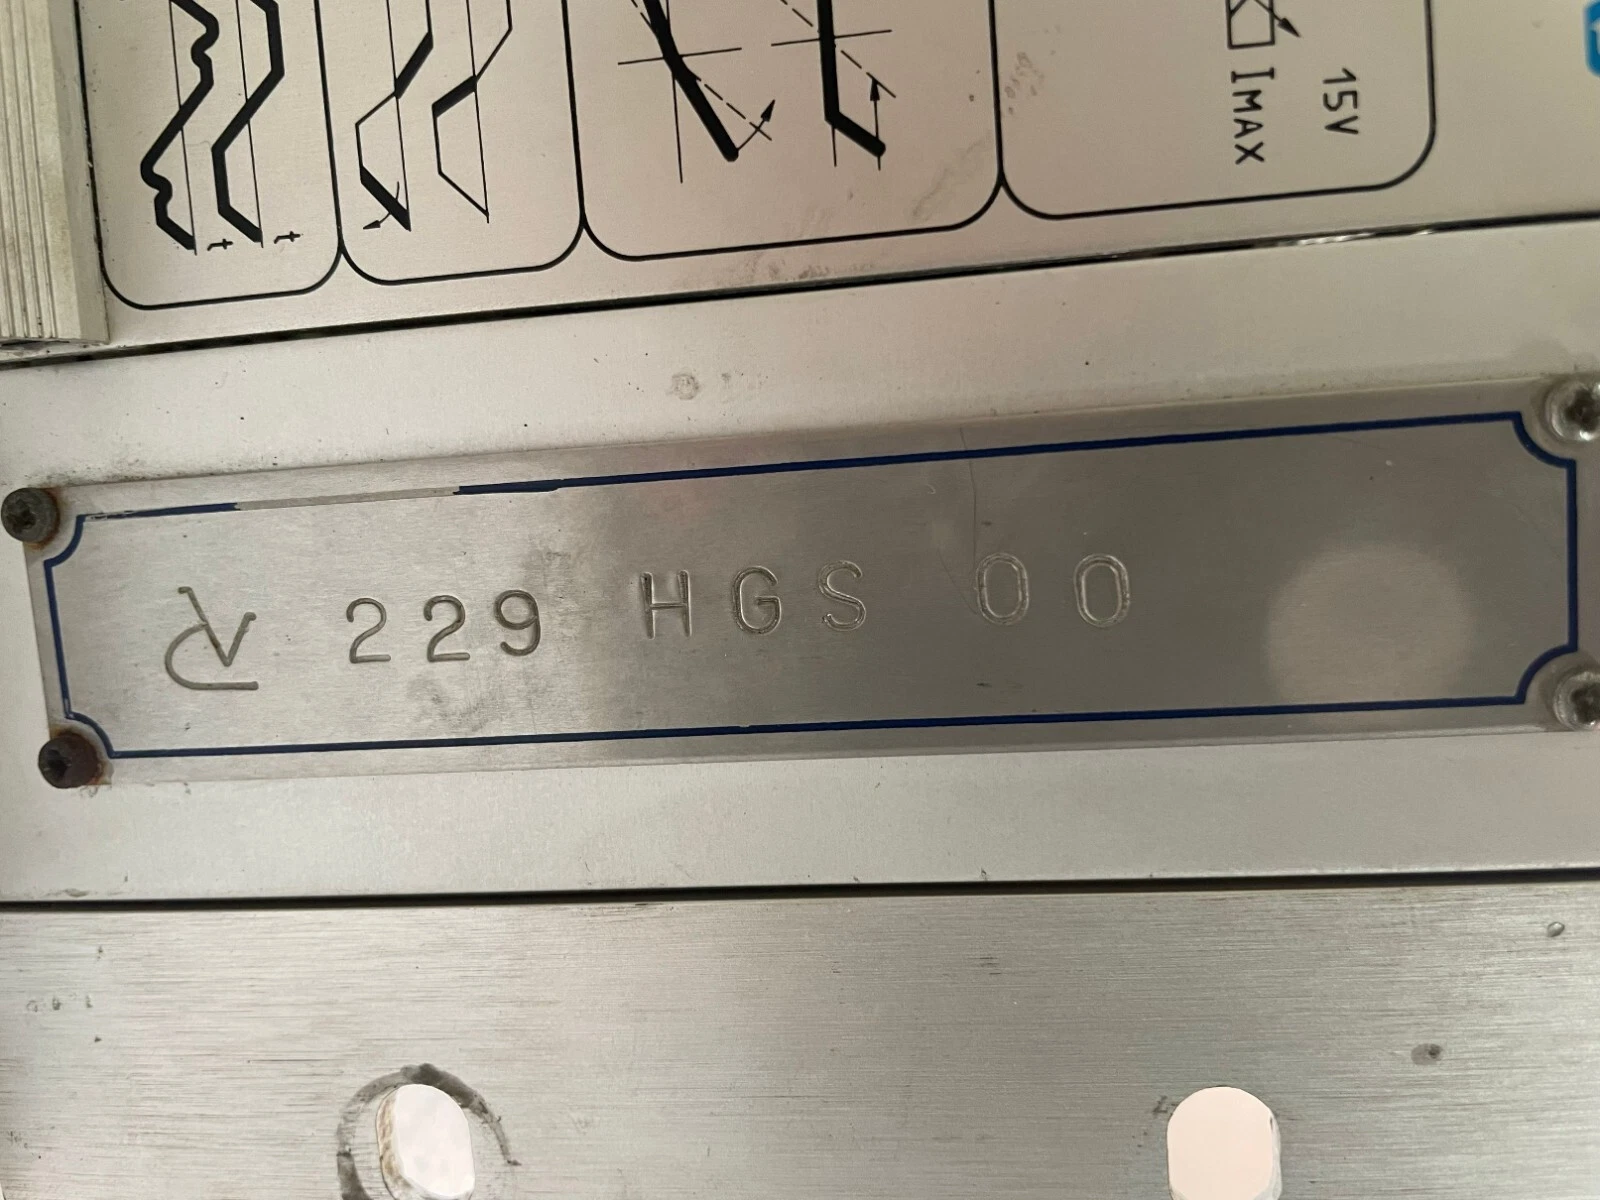 t
t
IMAX
15V
229 HGS 00